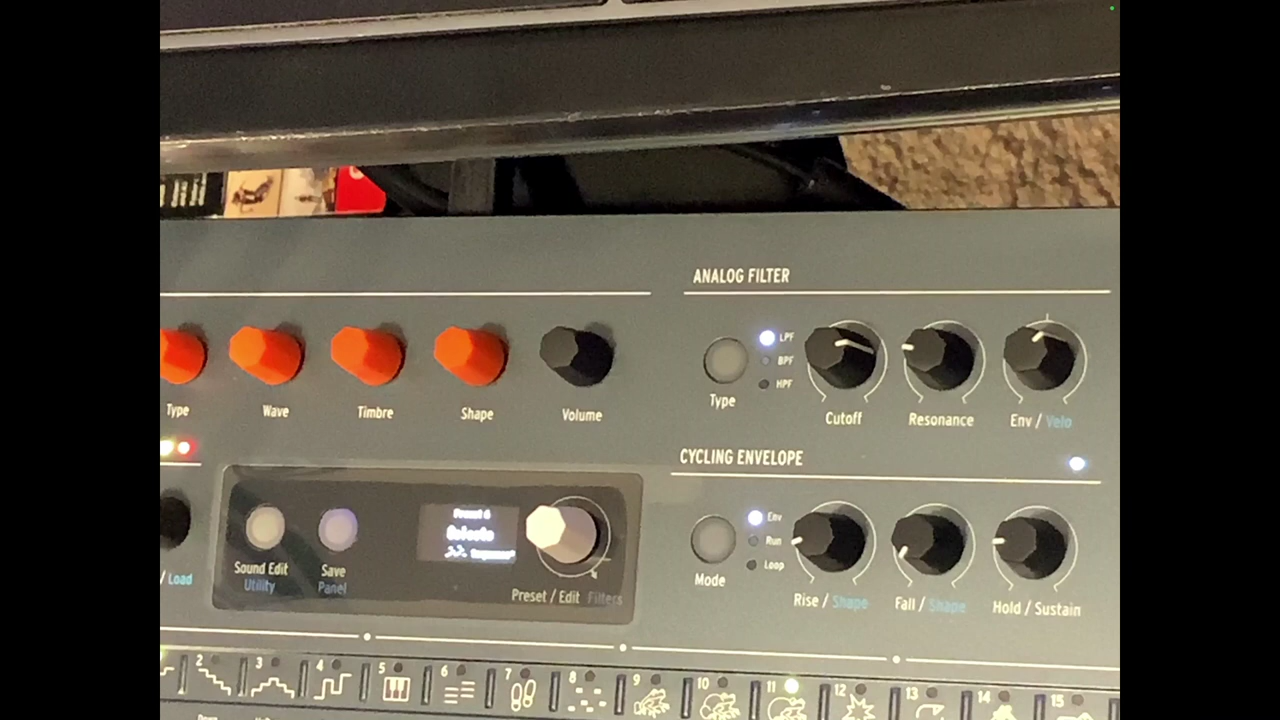 ANALOG FILTER
LPF
BPF
HPF
Type
Wave
Timbre
Shape
Volume
Type
Cutoff
Resonance
Env / Velo
CYCLING ENVELOPE
Env
Run
Loop
/ Load
Sound Edit
Utility
Save
Panel
Preset / Edit Filters
Mode
Rise / Shape
Fall / Shape
Hold / Sustain
2
3
4
5
6
7
8
9
10
11
12
13
14
15